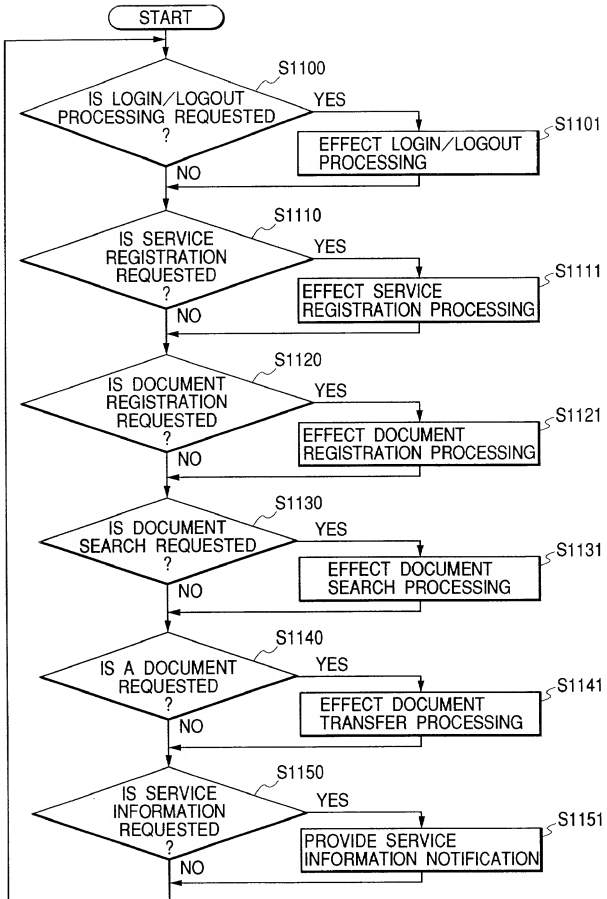 START
S1100
IS LOGIN/LOGOUT
PROCESSING REQUESTED
?
YES
S1101
EFFECT LOGIN/LOGOUT
PROCESSING
NO
S1110
IS SERVICE
REGISTRATION
REQUESTED
?
YES
S1111
EFFECT SERVICE
REGISTRATION PROCESSING
NO
S1120
IS DOCUMENT
REGISTRATION
REQUESTED
?
YES
S1121
EFFECT DOCUMENT
REGISTRATION PROCESSING
NO
S1130
IS DOCUMENT
SEARCH REQUESTED
?
YES
S1131
EFFECT DOCUMENT
SEARCH PROCESSING
NO
S1140
IS A DOCUMENT
REQUESTED
?
YES
S1141
EFFECT DOCUMENT
TRANSFER PROCESSING
NO
S1150
IS SERVICE
INFORMATION
REQUESTED
?
YES
S1151
PROVIDE SERVICE
INFORMATION NOTIFICATION
NO